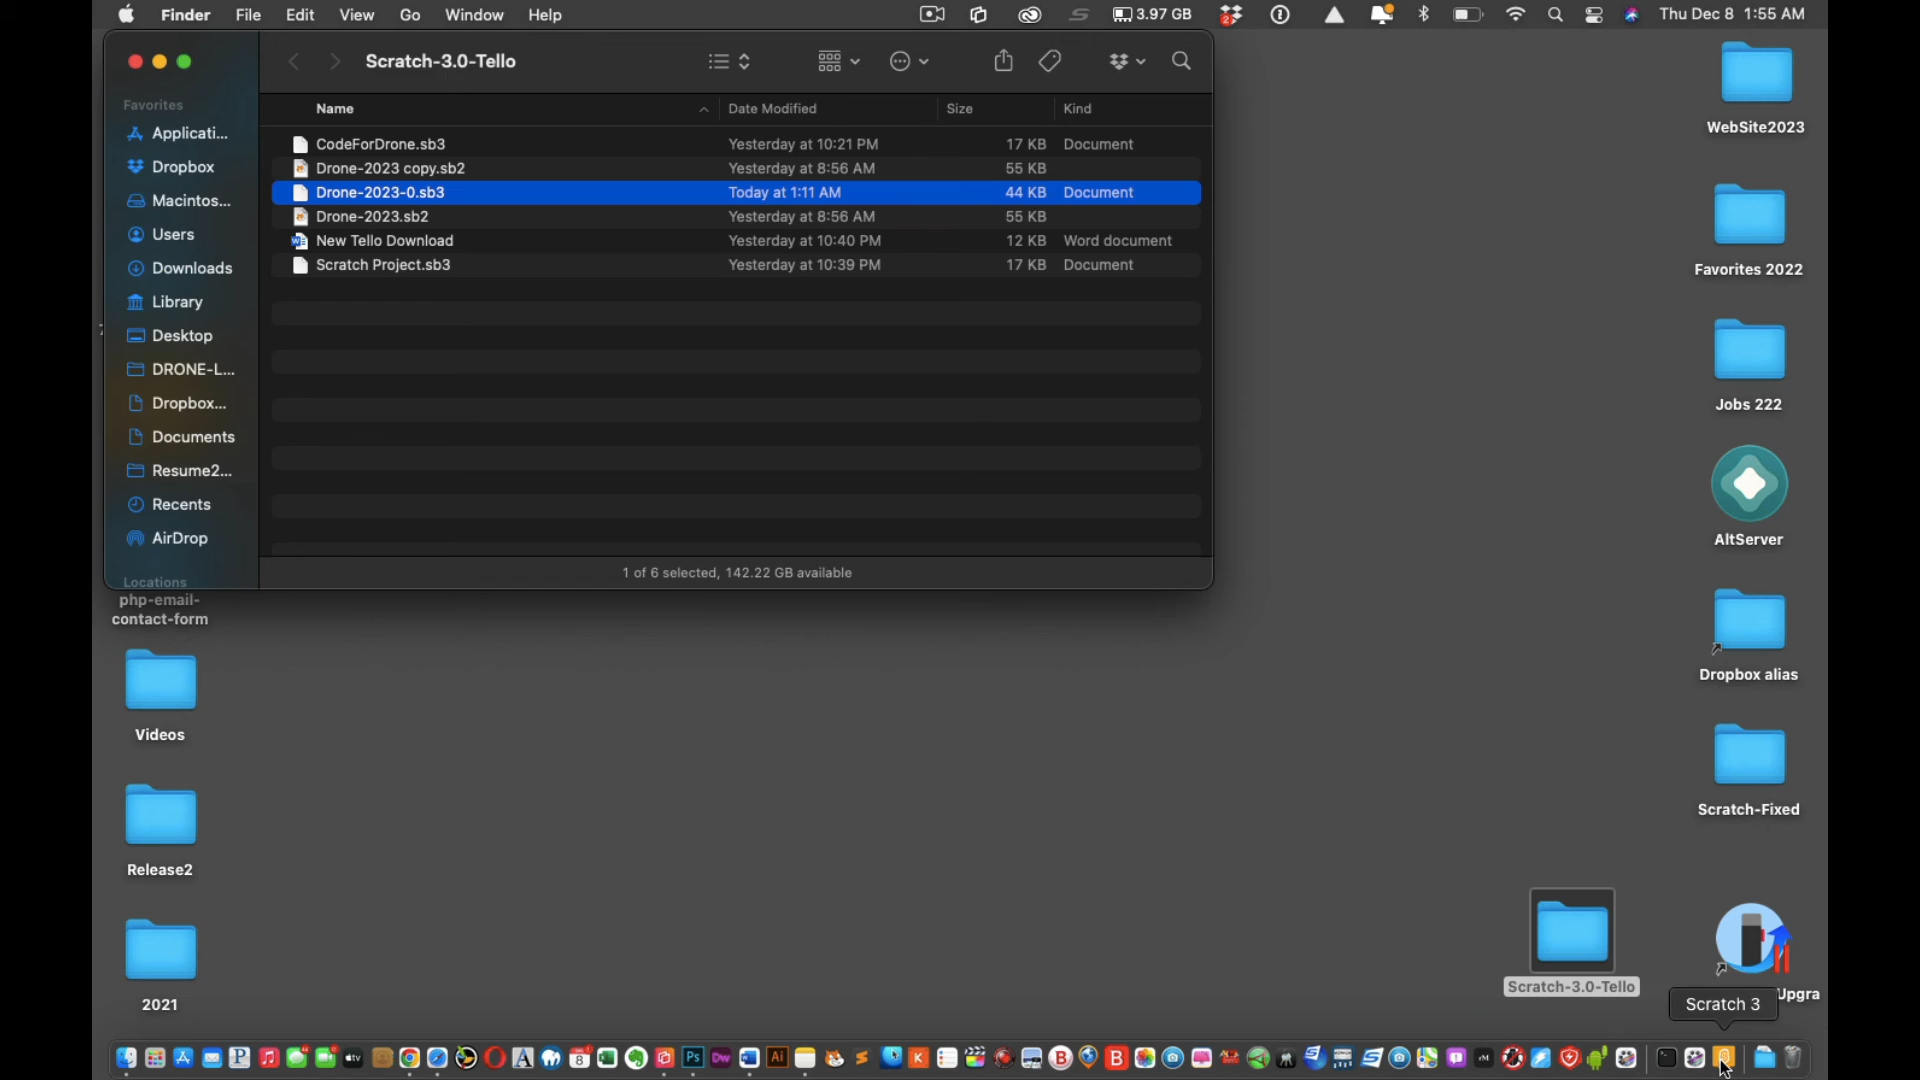 Finder File Edit View Go Window Help 3.97 GB Thu Dec 8 1:55 AM
Scratch-3.0-Tello
Favorites
Applicati...
Dropbox
Macintos...
Users
Downloads
Library
Desktop
DRONE-L...
Dropbox...
Documents
Resume2...
Recents
AirDrop
Locations
Name Date Modified Size Kind
CodeForDrone.sb3 Yesterday at 10:21 PM 17 KB Document
Drone-2023 copy.sb2 Yesterday at 8:56 AM 55 KB
Drone-2023-0.sb3 Today at 1:11 AM 44 KB Document
Drone-2023.sb2 Yesterday at 8:56 AM 55 KB
New Tello Download Yesterday at 10:40 PM 12 KB Word document
Scratch Project.sb3 Yesterday at 10:39 PM 17 KB Document
1 of 6 selected, 142.22 GB available
php-email-
contact-form
Videos
Release2
2021
WebSite2023
Favorites 2022
Jobs 222
AltServer
Dropbox alias
Scratch-Fixed
Scratch-3.0-Tello
Upgra
Scratch 3